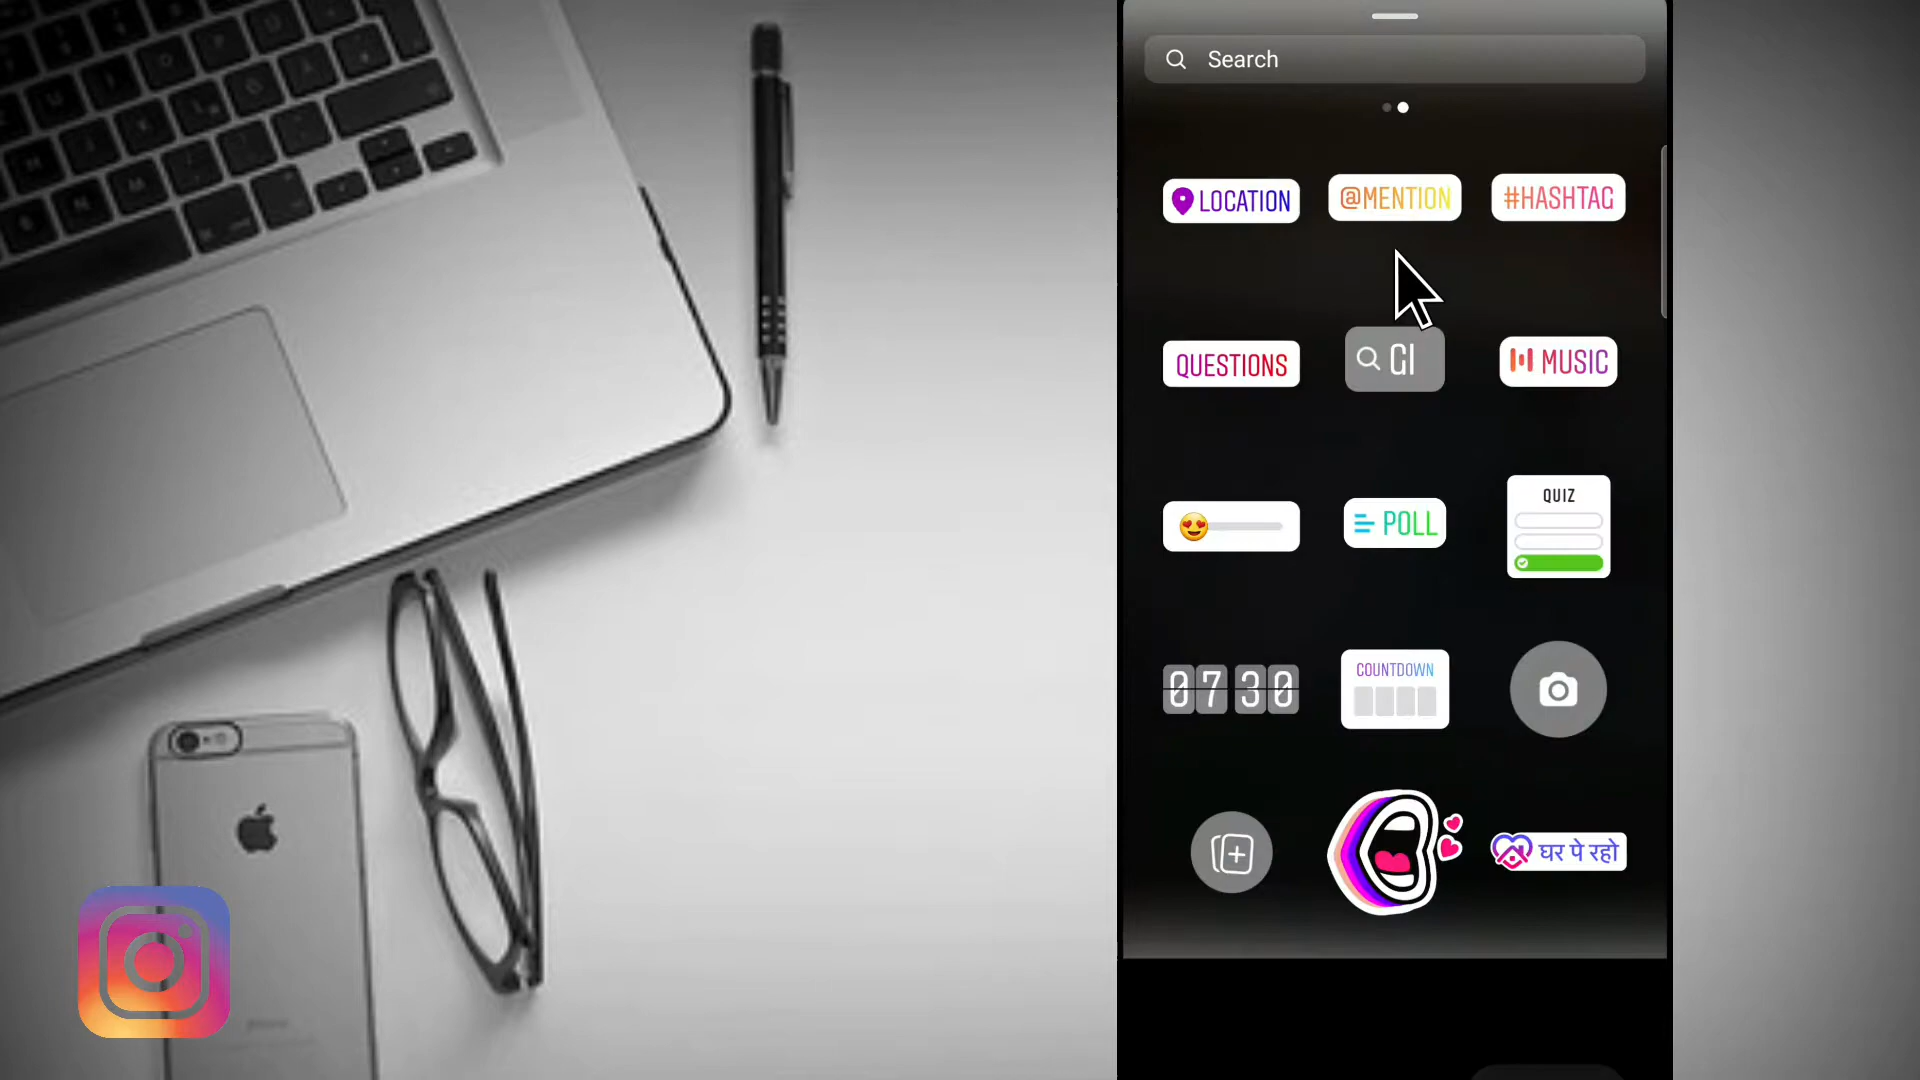 Search
LOCATION
@MENTION
#HASHTAG
QUESTIONS
GI
MUSIC
POLL
QUIZ
07 30
COUNTDOWN
घर पे रहो